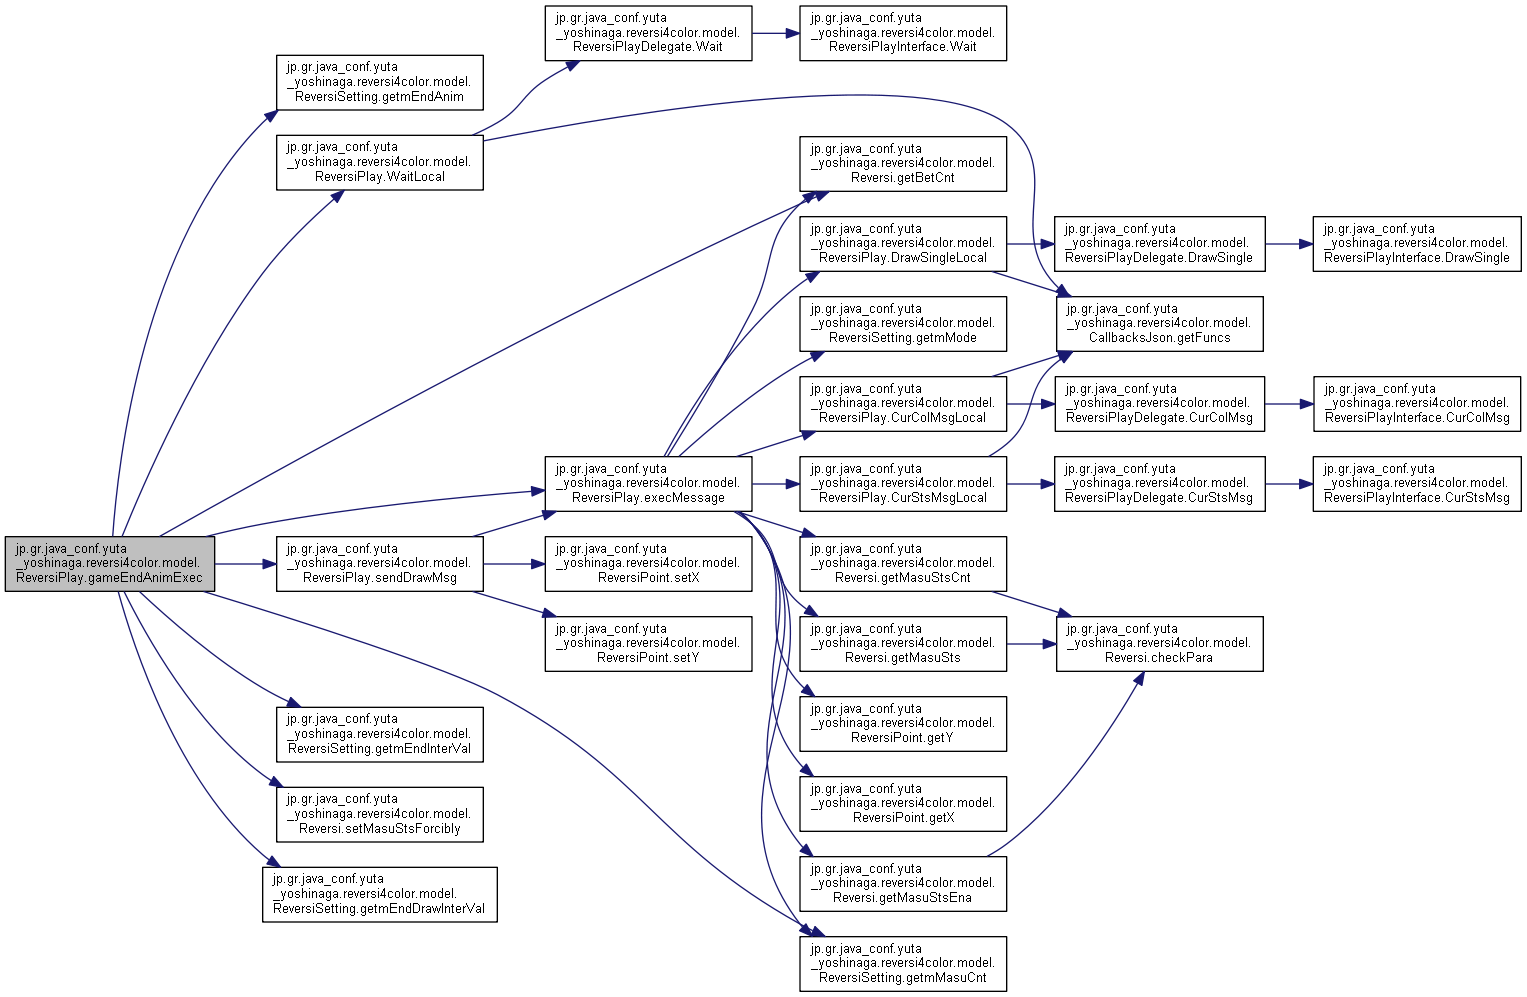 jp.gr.java_conf.yuta
_yoshinaga.reversi4color.model.
ReversiPlay.gameEndAnimExec
jp.gr.java_conf.yuta
_yoshinaga.reversi4color.model.
ReversiSetting.getmEndAnim
jp.gr.java_conf.yuta
_yoshinaga.reversi4color.model.
ReversiPlay.WaitLocal
jp.gr.java_conf.yuta
_yoshinaga.reversi4color.model.
ReversiPlay.sendDrawMsg
jp.gr.java_conf.yuta
_yoshinaga.reversi4color.model.
ReversiSetting.getmEndInterVal
jp.gr.java_conf.yuta
_yoshinaga.reversi4color.model.
Reversi.setMasuStsForcibly
jp.gr.java_conf.yuta
_yoshinaga.reversi4color.model.
ReversiSetting.getmEndDrawInterVal
jp.gr.java_conf.yuta
_yoshinaga.reversi4color.model.
ReversiPlayDelegate.Wait
jp.gr.java_conf.yuta
_yoshinaga.reversi4color.model.
ReversiPlay.execMessage
jp.gr.java_conf.yuta
_yoshinaga.reversi4color.model.
ReversiPoint.setX
jp.gr.java_conf.yuta
_yoshinaga.reversi4color.model.
ReversiPoint.setY
jp.gr.java_conf.yuta
_yoshinaga.reversi4color.model.
ReversiPlayInterface.Wait
jp.gr.java_conf.yuta
_yoshinaga.reversi4color.model.
Reversi.getBetCnt
jp.gr.java_conf.yuta
_yoshinaga.reversi4color.model.
ReversiPlay.DrawSingleLocal
jp.gr.java_conf.yuta
_yoshinaga.reversi4color.model.
ReversiSetting.getmMode
jp.gr.java_conf.yuta
_yoshinaga.reversi4color.model.
ReversiPlay.CurColMsgLocal
jp.gr.java_conf.yuta
_yoshinaga.reversi4color.model.
ReversiPlay.CurStsMsgLocal
jp.gr.java_conf.yuta
_yoshinaga.reversi4color.model.
Reversi.getMasuStsCnt
jp.gr.java_conf.yuta
_yoshinaga.reversi4color.model.
Reversi.getMasuSts
jp.gr.java_conf.yuta
_yoshinaga.reversi4color.model.
ReversiPoint.getY
jp.gr.java_conf.yuta
_yoshinaga.reversi4color.model.
ReversiPoint.getX
jp.gr.java_conf.yuta
_yoshinaga.reversi4color.model.
Reversi.getMasuStsEna
jp.gr.java_conf.yuta
_yoshinaga.reversi4color.model.
ReversiSetting.getmMasuCnt
jp.gr.java_conf.yuta
_yoshinaga.reversi4color.model.
ReversiPlayDelegate.DrawSingle
jp.gr.java_conf.yuta
_yoshinaga.reversi4color.model.
CallbacksJson.getFuncs
jp.gr.java_conf.yuta
_yoshinaga.reversi4color.model.
ReversiPlayDelegate.CurColMsg
jp.gr.java_conf.yuta
_yoshinaga.reversi4color.model.
ReversiPlayDelegate.CurStsMsg
jp.gr.java_conf.yuta
_yoshinaga.reversi4color.model.
Reversi.checkPara
jp.gr.java_conf.yuta
_yoshinaga.reversi4color.model.
ReversiPlayInterface.DrawSingle
jp.gr.java_conf.yuta
_yoshinaga.reversi4color.model.
ReversiPlayInterface.CurColMsg
jp.gr.java_conf.yuta
_yoshinaga.reversi4color.model.
ReversiPlayInterface.CurStsMsg